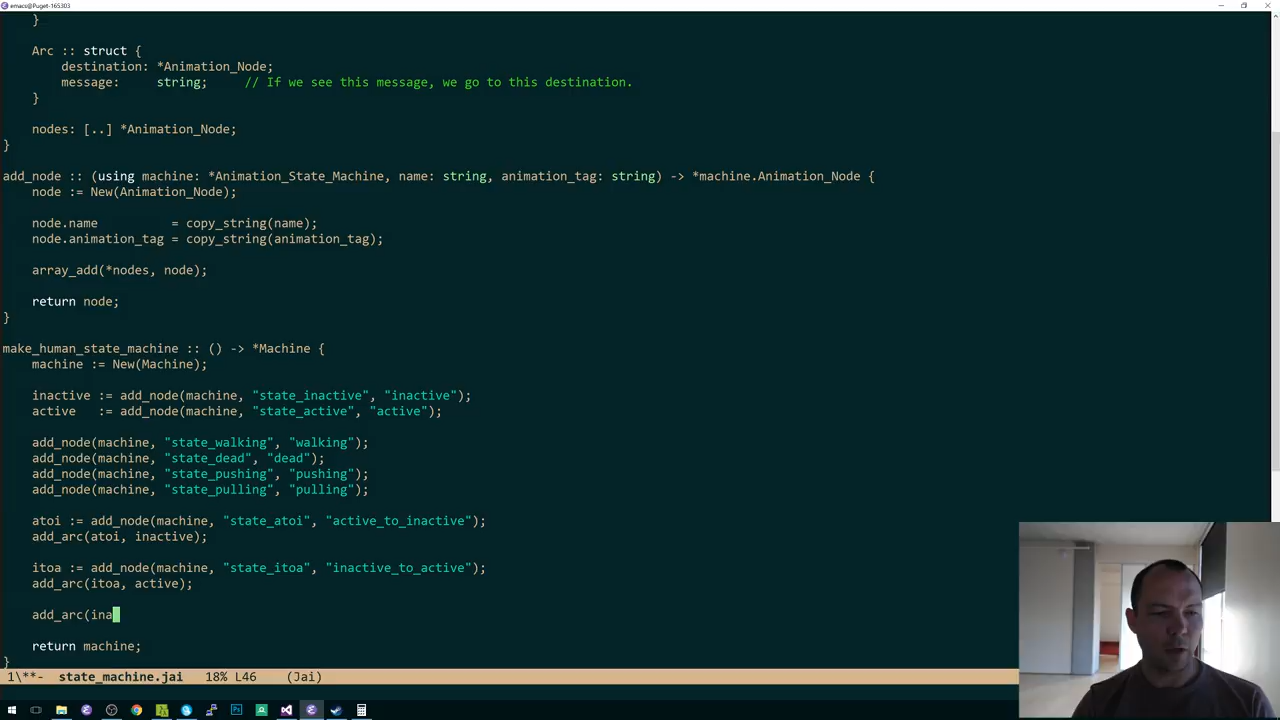 emacs@Puget-165303
}
Arc :: struct {
destination: *Animation_Node;
message: string; // If we see this message, we go to this destination.
}
nodes: [..] *Animation_Node;
}
add_node :: (using machine: *Animation_State_Machine, name: string, animation_tag: string) -> *machine.Animation_Node {
node := New(Animation_Node);
node.name = copy_string(name);
node.animation_tag = copy_string(animation_tag);
array_add(*nodes, node);
return node;
}
make_human_state_machine :: () -> *Machine {
machine := New(Machine);
inactive := add_node(machine, "state_inactive", "inactive");
active := add_node(machine, "state_active", "active");
add_node(machine, "state_walking", "walking");
add_node(machine, "state_dead", "dead");
add_node(machine, "state_pushing", "pushing");
add_node(machine, "state_pulling", "pulling");
atoi := add_node(machine, "state_atoi", "active_to_inactive");
add_arc(atoi, inactive);
itoa := add_node(machine, "state_itoa", "inactive_to_active");
add_arc(itoa, active);
add_arc(ina
return machine;
}
1\**- state_machine.jai 18% L46 (Jai)